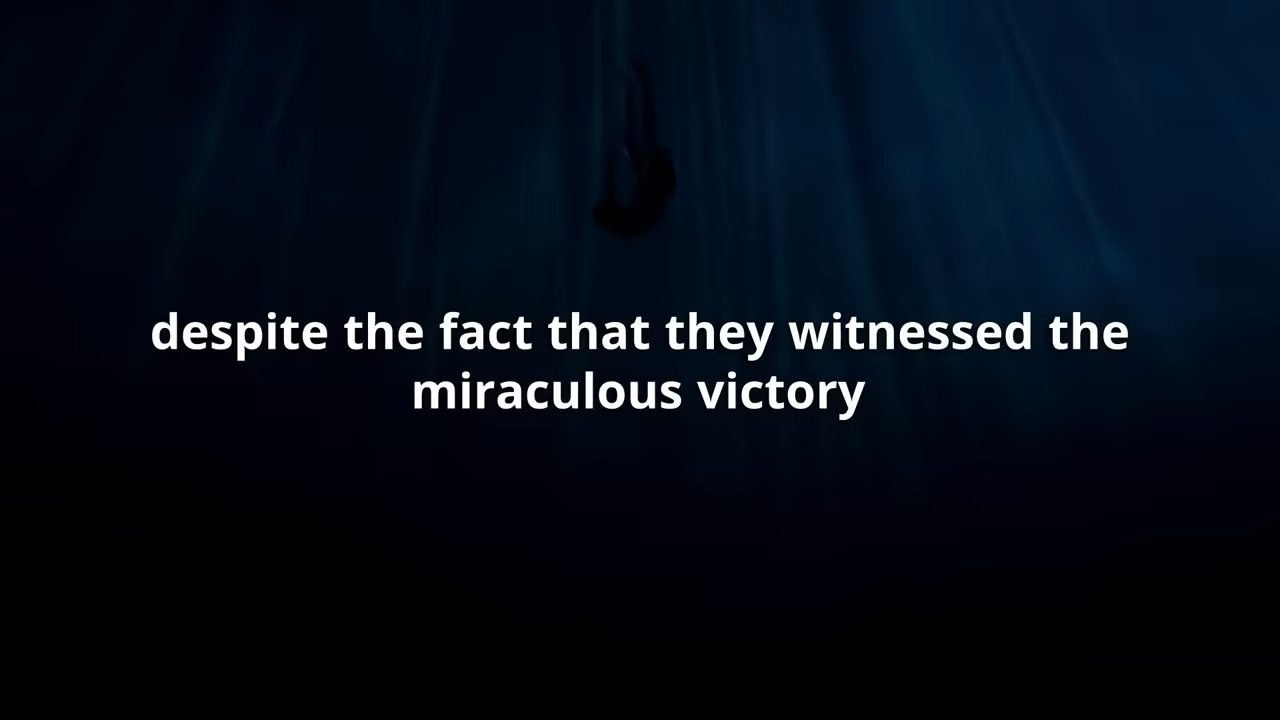 despite the fact that they witnessed the
miraculous victory